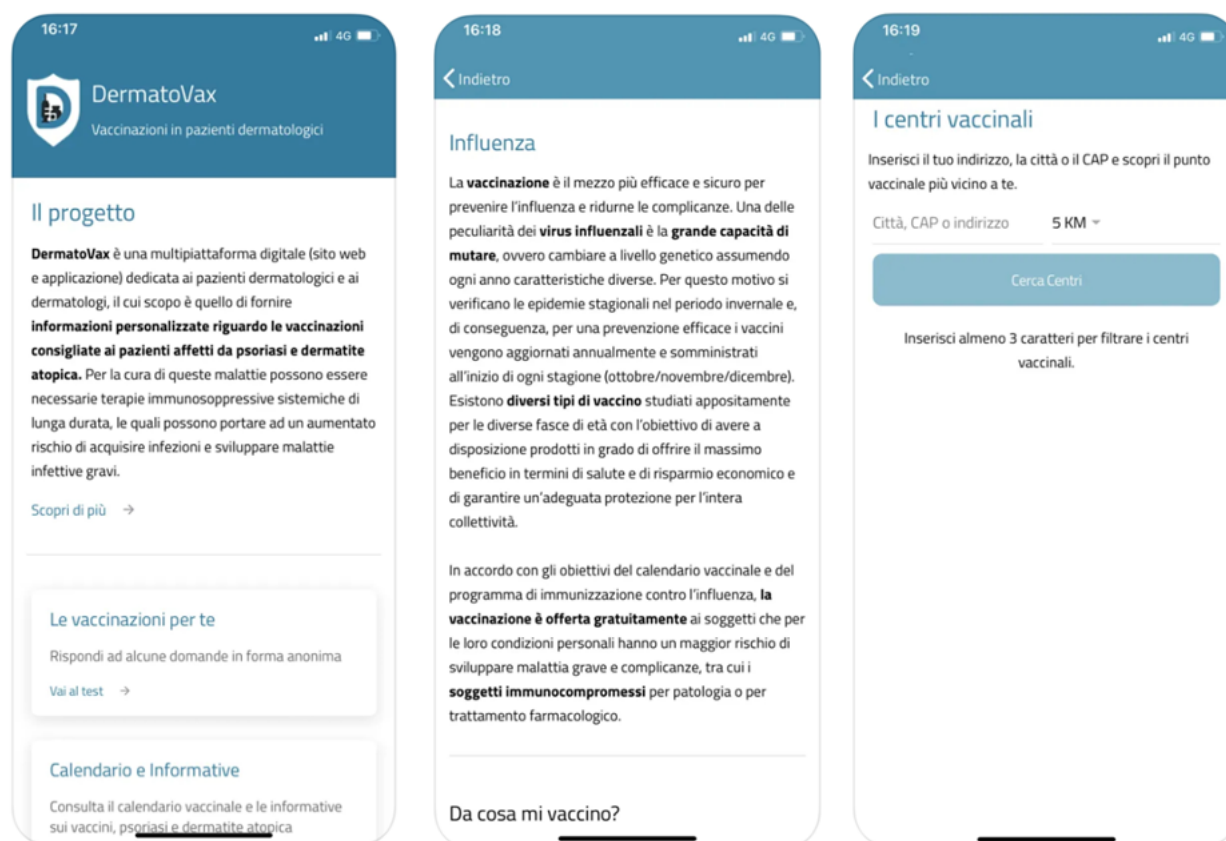 16:17
4G
DermatoVax
Vaccinazioni in pazienti dermatologici
Il progetto
DermatoVax è una multipiattaforma digitale (sito web
e applicazione) dedicata ai pazienti dermatologici e ai
dermatologi, il cui scopo è quello di fornire
informazioni personalizzate riguardo le vaccinazioni
consigliate ai pazienti affetti da psoriasi e dermatite
atopica. Per la cura di queste malattie possono essere
necessarie terapie immunosoppressive sistemiche di
lunga durata, le quali possono portare ad un aumentato
rischio di acquisire infezioni e sviluppare malattie
infettive gravi.
Scopri di più →
Le vaccinazioni per te
Rispondi ad alcune domande in forma anonima
Vai al test →
Calendario e Informative
Consulta il calendario vaccinale e le informative
sui vaccini, psoriasi e dermatite atopica
16:18
4G
Indietro
Influenza
La vaccinazione è il mezzo più efficace e sicuro per
prevenire l'influenza e ridurne le complicanze. Una delle
peculiarità dei virus influenzali è la grande capacità di
mutare, ovvero cambiare a livello genetico assumendo
ogni anno caratteristiche diverse. Per questo motivo si
verificano le epidemie stagionali nel periodo invernale e,
di conseguenza, per una prevenzione efficace i vaccini
vengono aggiornati annualmente e somministrati
all'inizio di ogni stagione (ottobre/novembre/dicembre).
Esistono diversi tipi di vaccino studiati appositamente
per le diverse fasce di età con l'obiettivo di avere a
disposizione prodotti in grado di offrire il massimo
beneficio in termini di salute e di risparmio economico e
di garantire un'adeguata protezione per l'intera
collettività.
In accordo con gli obiettivi del calendario vaccinale e del
programma di immunizzazione contro l'influenza, la
vaccinazione è offerta gratuitamente ai soggetti che per
le loro condizioni personali hanno un maggior rischio di
sviluppare malattia grave e complicanze, tra cui i
soggetti immunocompromessi per patologia o per
trattamento farmacologico.
Da cosa mi vaccino?
16:19
4G
Indietro
I centri vaccinali
Inserisci il tuo indirizzo, la città o il CAP e scopri il punto
vaccinale più vicino a te.
Città, CAP o indirizzo 5 KM
Cerca Centri
Inserisci almeno 3 caratteri per filtrare i centri
vaccinali.